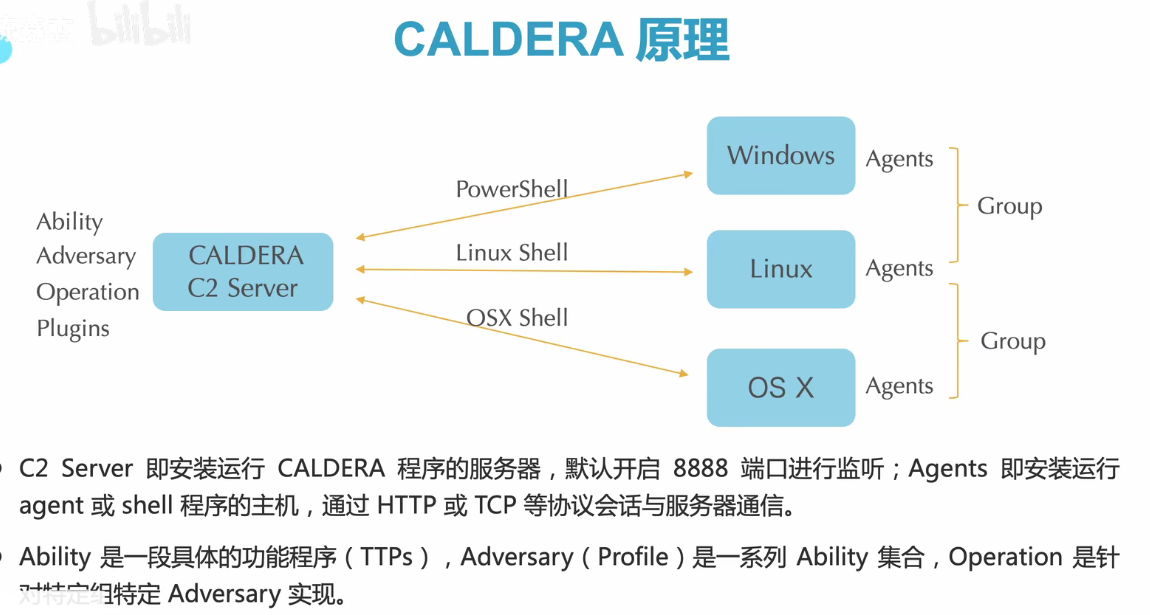 bilibili
CALDERA 原理
Ability
Adversary
Operation
Plugins
CALDERA
C2 Server
PowerShell
Linux Shell
OSX Shell
Windows
Linux
OS X
Agents
Agents
Agents
Group
Group
C2 Server 即安装运行 CALDERA 程序的服务器，默认开启 8888 端口进行监听；Agents 即安装运行
agent 或 shell 程序的主机，通过 HTTP 或 TCP 等协议会话与服务器通信。
Ability 是一段具体的功能程序（TTPs），Adversary（Profile）是一系列 Ability 集合，Operation 是针
对特定组特定 Adversary 实现。